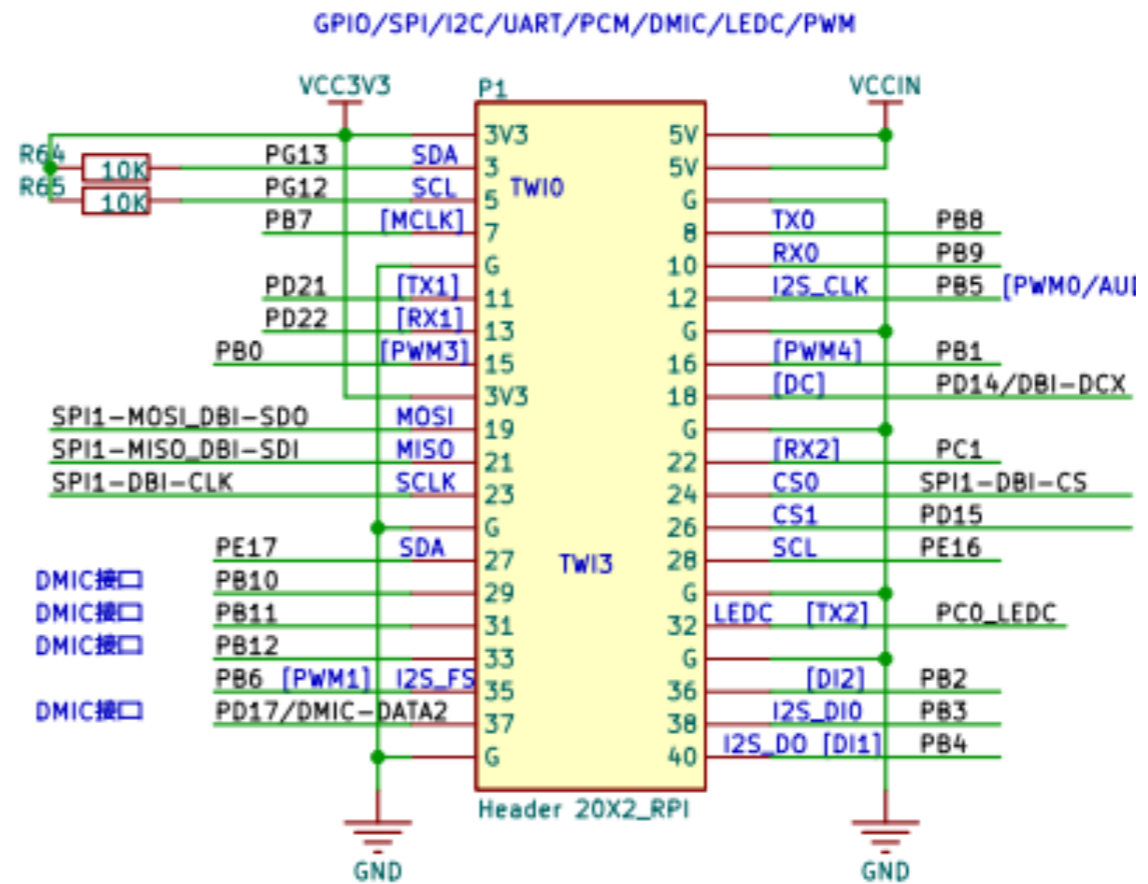 GPIO/SPI/I2C/UART/PCM/DMIC/LEDC/PWM
VCC3V3 P1 VCCIN
3V3 5V
R64 10K PG13 SDA 3 5V
R65 10K PG12 SCL 5 TWI0 G
PB7 [MCLK] 7 8 TX0 PB8
G 10 RX0 PB9
PD21 [TX1] 11 12 I2S_CLK PB5 [PWM0/AUD
PD22 [RX1] 13 G
PB0 [PWM3] 15 16 [PWM4] PB1
3V3 18 [DC] PD14/DBI-DCX
SPI1-MOSI_DBI-SDO MOSI 19 G
SPI1-MISO_DBI-SDI MISO 21 22 [RX2] PC1
SPI1-DBI-CLK SCLK 23 24 CS0 SPI1-DBI-CS
G 26 CS1 PD15
PE17 SDA 27 TWI3 28 SCL PE16
DMIC接口 PB10 29 G
DMIC接口 PB11 31 32 LEDC [TX2] PC0_LEDC
DMIC接口 PB12 33 G
PB6 [PWM1] I2S_FS 35 36 [DI2] PB2
DMIC接口 PD17/DMIC-DATA2 37 38 I2S_DI0 PB3
G 40 I2S_DO [DI1] PB4
Header 20X2_RPI
GND GND